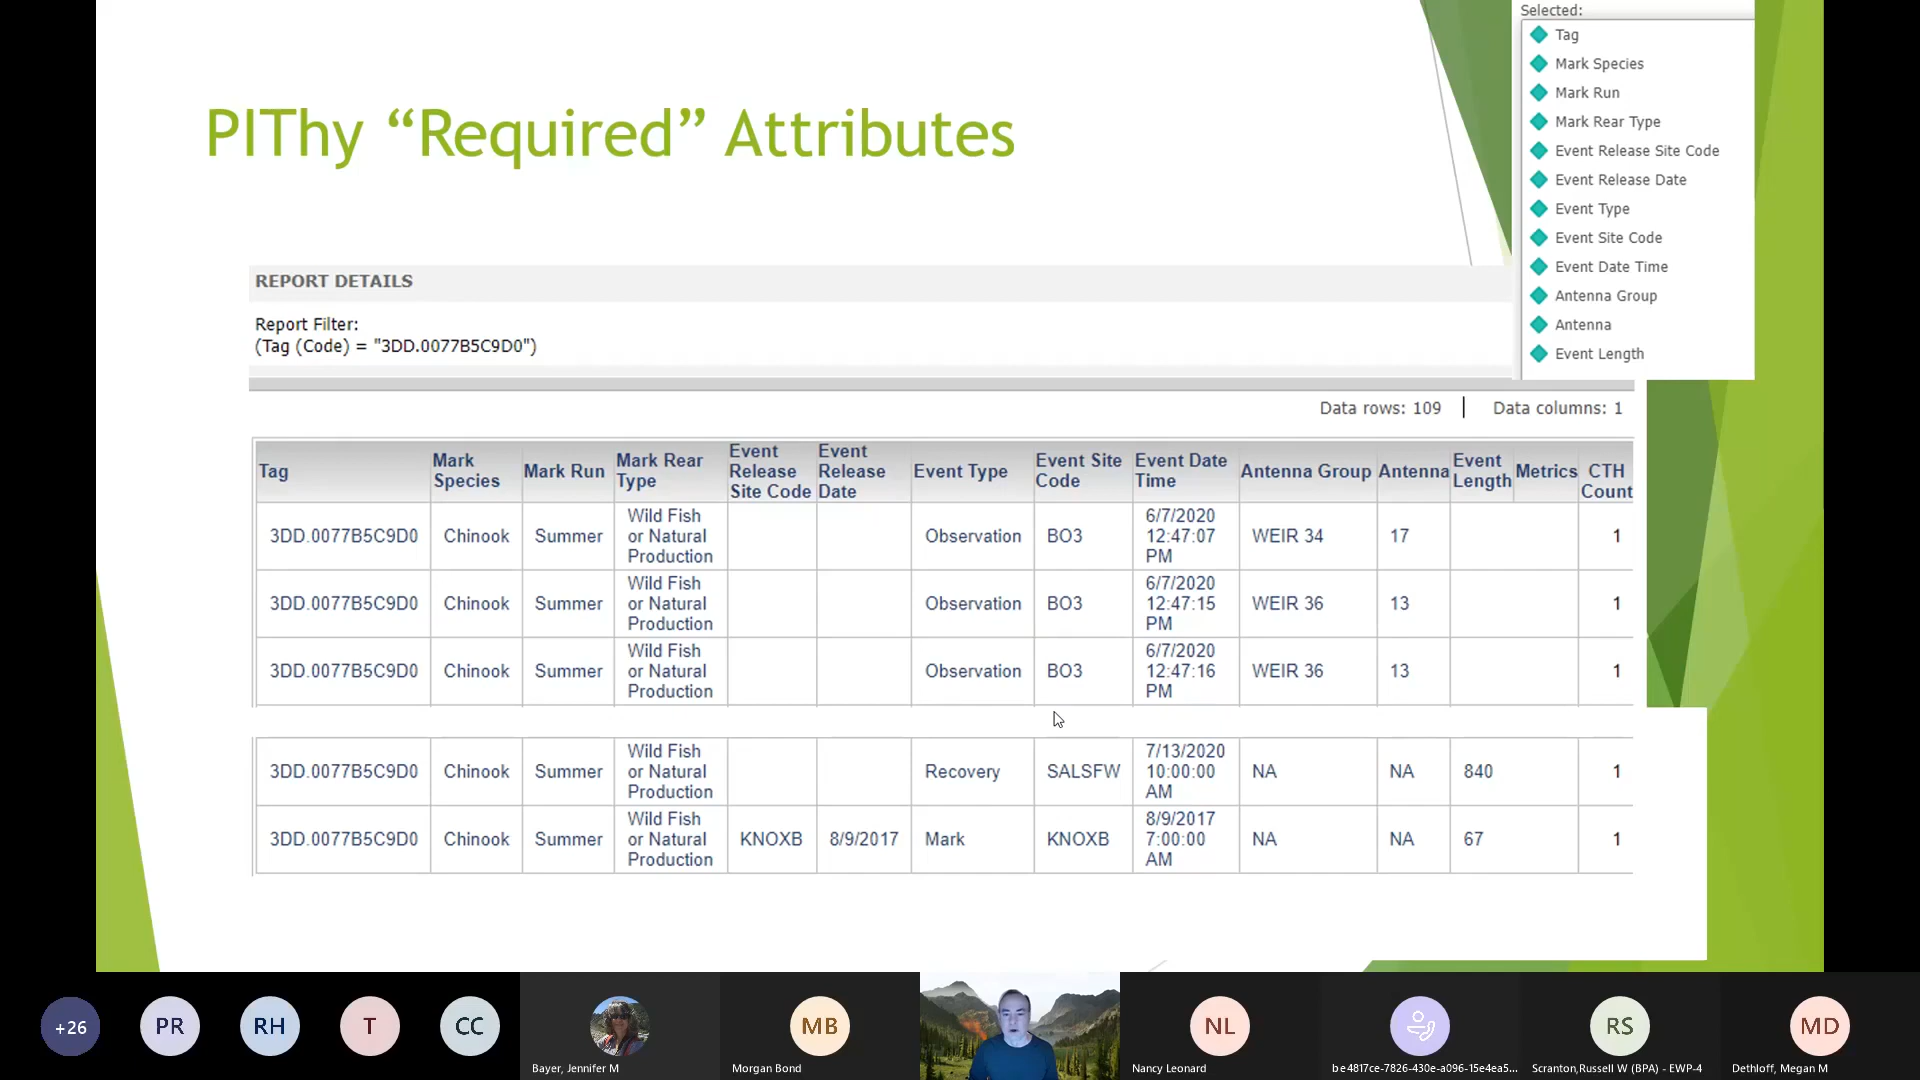 Selected:
Tag
Mark Species
Mark Run
Mark Rear Type
Event Release Site Code
Event Release Date
Event Type
Event Site Code
Event Date Time
Antenna Group
Antenna
Event Length
PIThy “Required” Attributes
REPORT DETAILS
Report Filter:
(Tag (Code) = "3DD.0077B5C9D0")
Data rows: 109 | Data columns: 1
Tag Mark Species Mark Run Mark Rear Type Event Release Site Code Event Release Date Event Type Event Site Code Event Date Time Antenna Group Antenna Event Length Metrics CTH Count
3DD.0077B5C9D0 Chinook Summer Wild Fish or Natural Production Observation BO3 6/7/2020 12:47:07 PM WEIR 34 17 1
3DD.0077B5C9D0 Chinook Summer Wild Fish or Natural Production Observation BO3 6/7/2020 12:47:15 PM WEIR 36 13 1
3DD.0077B5C9D0 Chinook Summer Wild Fish or Natural Production Observation BO3 6/7/2020 12:47:16 PM WEIR 36 13 1
3DD.0077B5C9D0 Chinook Summer Wild Fish or Natural Production Recovery SALSFW 7/13/2020 10:00:00 AM NA NA 840 1
3DD.0077B5C9D0 Chinook Summer Wild Fish or Natural Production KNOXB 8/9/2017 Mark KNOXB 8/9/2017 7:00:00 AM NA NA 67 1
+26 PR RH T CC MB NL RS MD
Bayer, Jennifer M Morgan Bond Nancy Leonard be4817ce-7826-430e-a096-15e4ea5... Scranton,Russell W (BPA) - EWP-4 Dethloff, Megan M